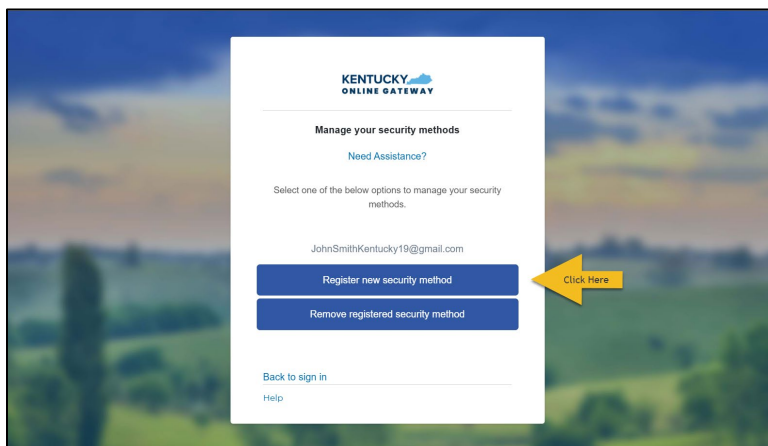 KENTUCKY
ONLINE GATEWAY
Manage your security methods
Need Assistance?
Select one of the below options to manage your security
methods.
JohnSmithKentucky19@gmail.com
Register new security method
Click Here
Remove registered security method
Back to sign in
Help